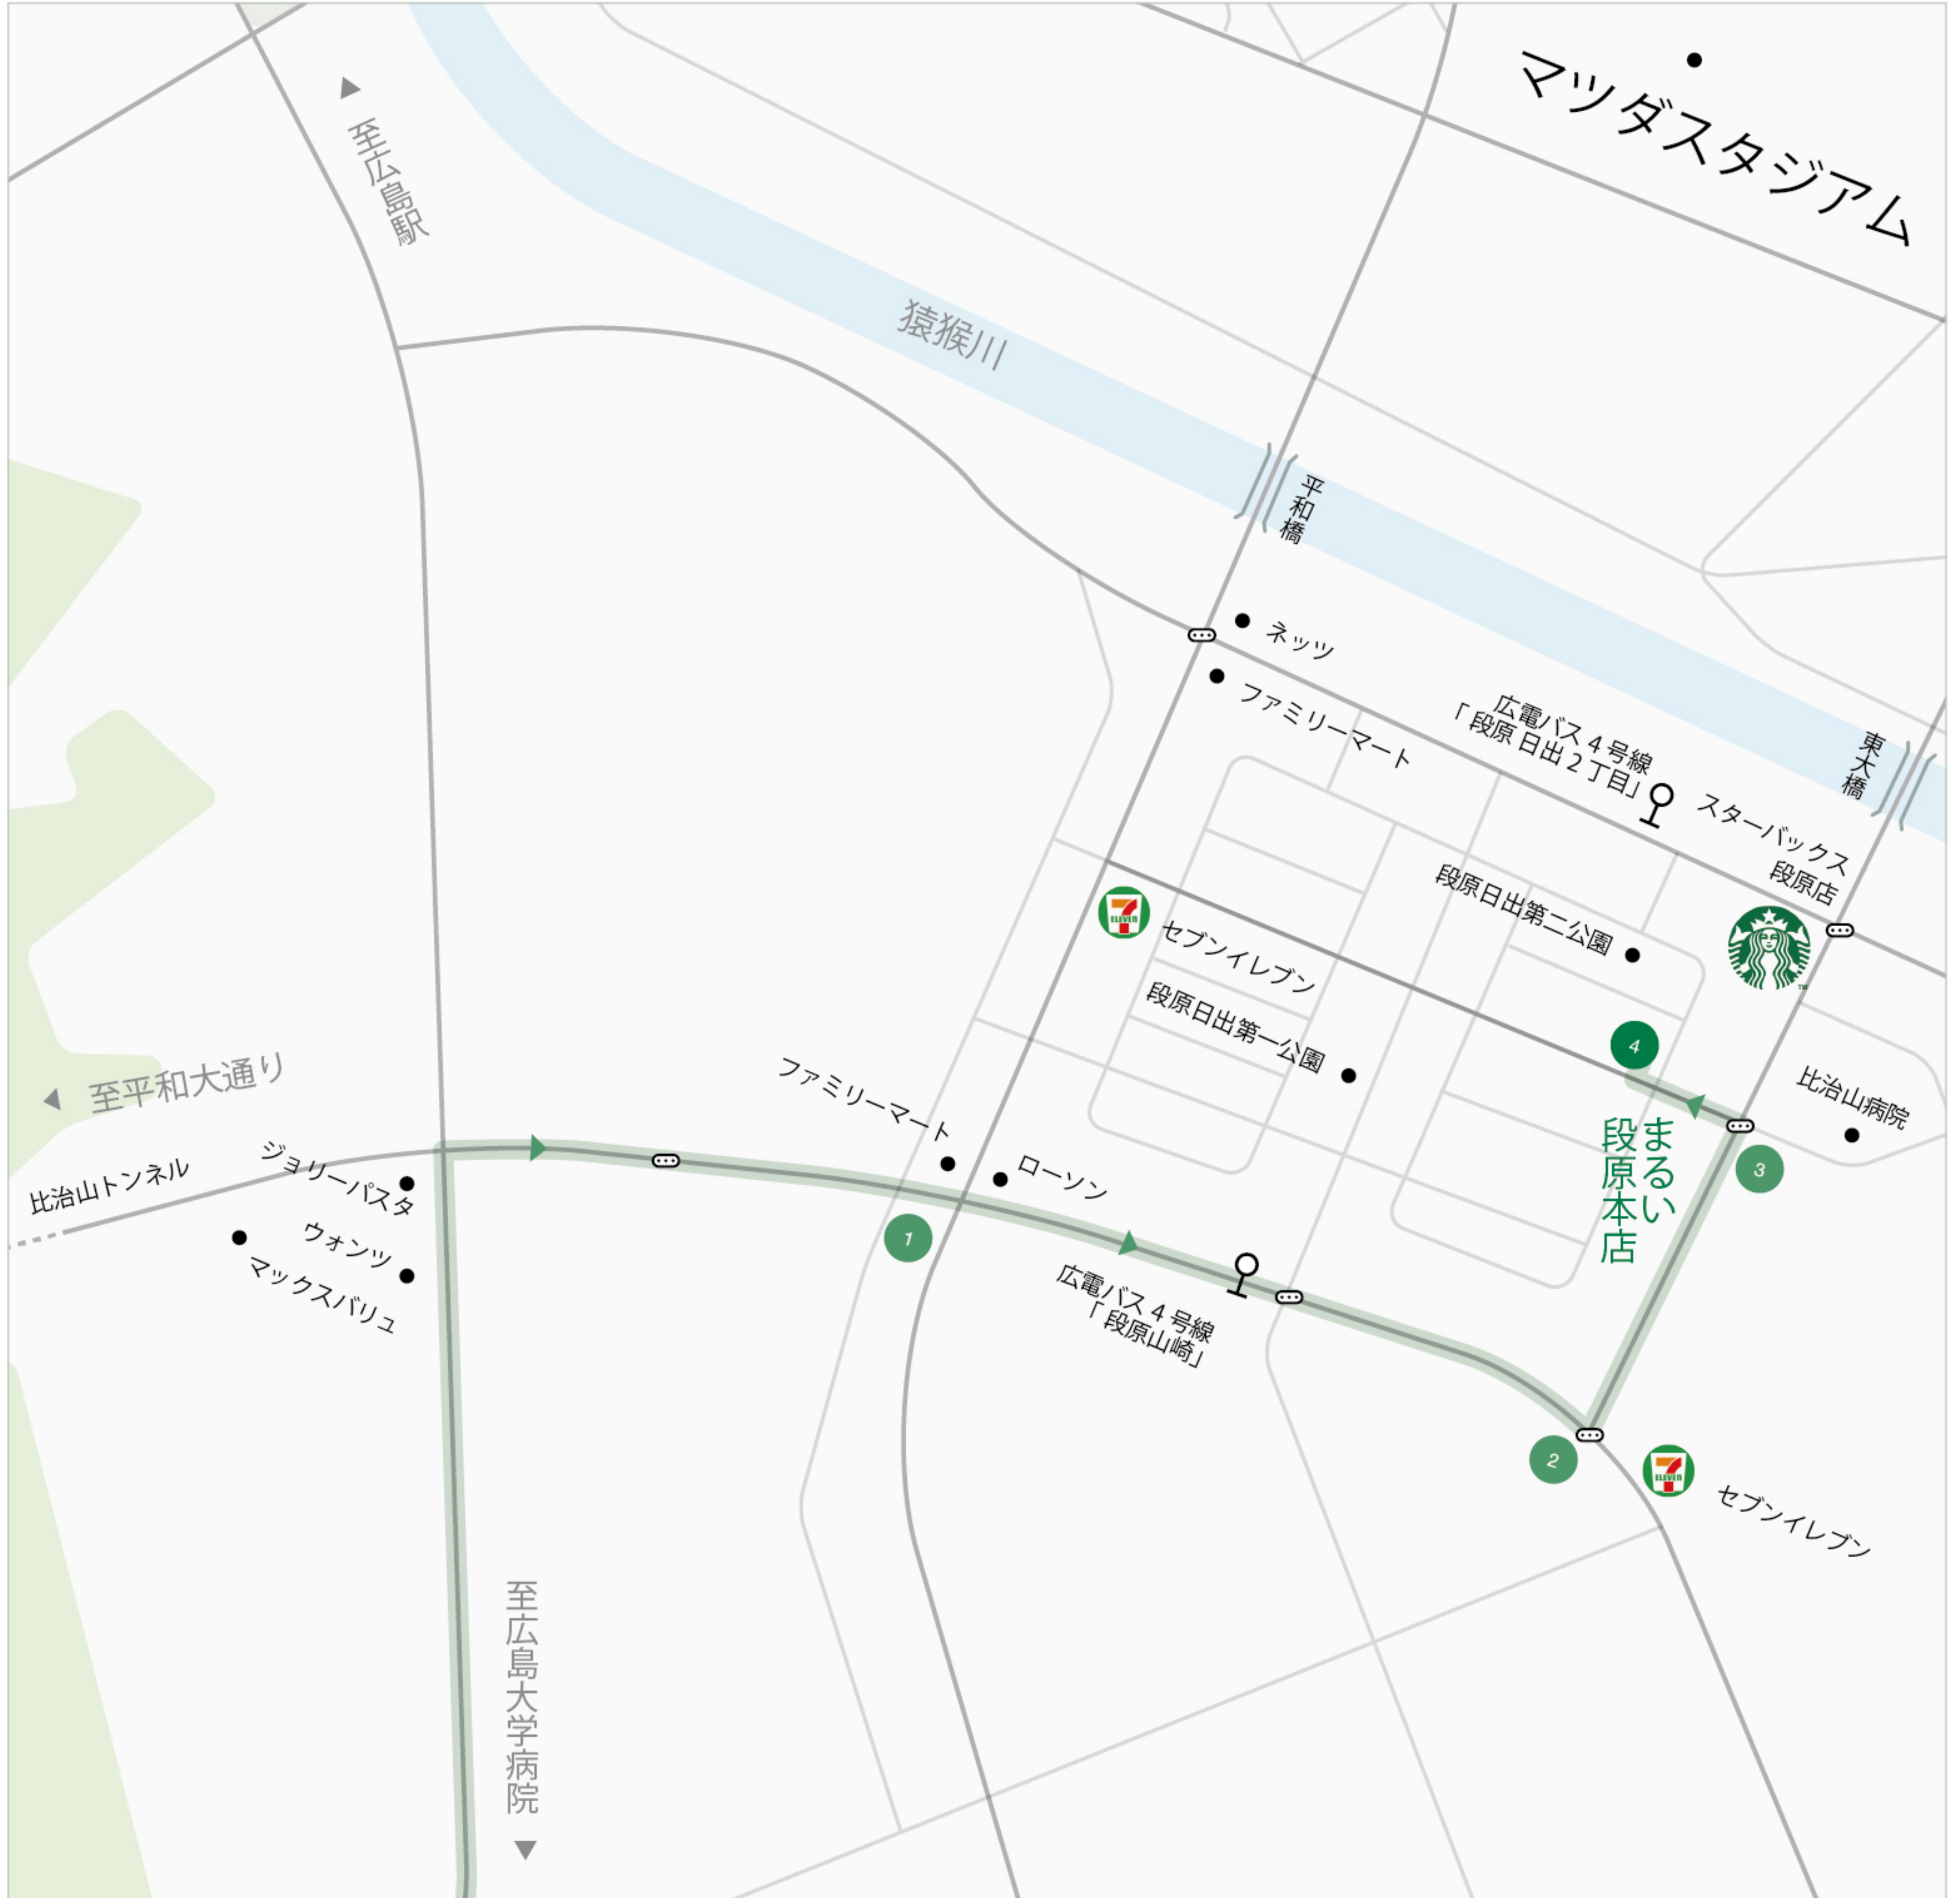 マツダスタジアム
至広島駅
猿猴川
平和橋
ネッツ
ファミリーマート
広電バス4号線
「段原日出2丁目」
東大橋
スターバックス
段原店
TM
段原日出第二公園
7
ELEVEN
セブンイレブン
段原日出第一公園
4
比治山病院
まるい
段原本店
3
至平和大通り
比治山トンネル
ジョリーパスタ
ウォンツ
マックスバリュ
ファミリーマート
ローソン
1
広電バス4号線
「段原山崎」
2
7
ELEVEN
セブンイレブン
至広島大学病院